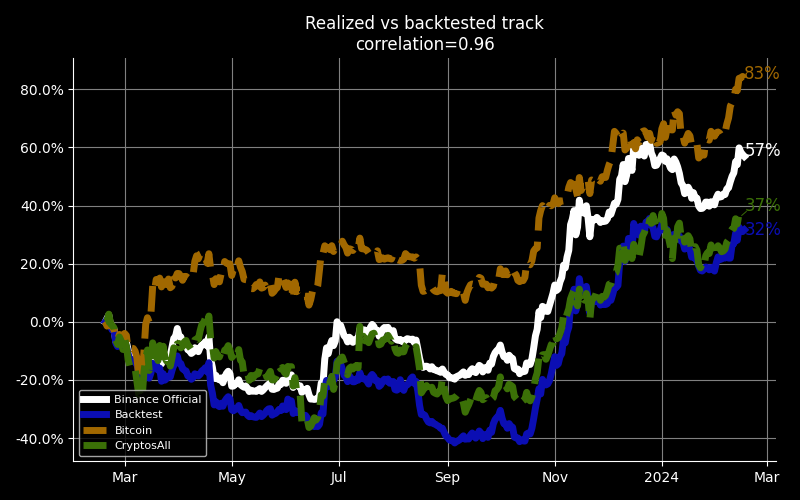 Realized vs backtested track
correlation=0.96
80.0%
60.0%
40.0%
20.0%
0.0%
-20.0%
-40.0%
83%
57%
37%
32%
Binance Official
Backtest
Bitcoin
CryptosAll
Mar
May
Jul
Sep
Nov
2024
Mar